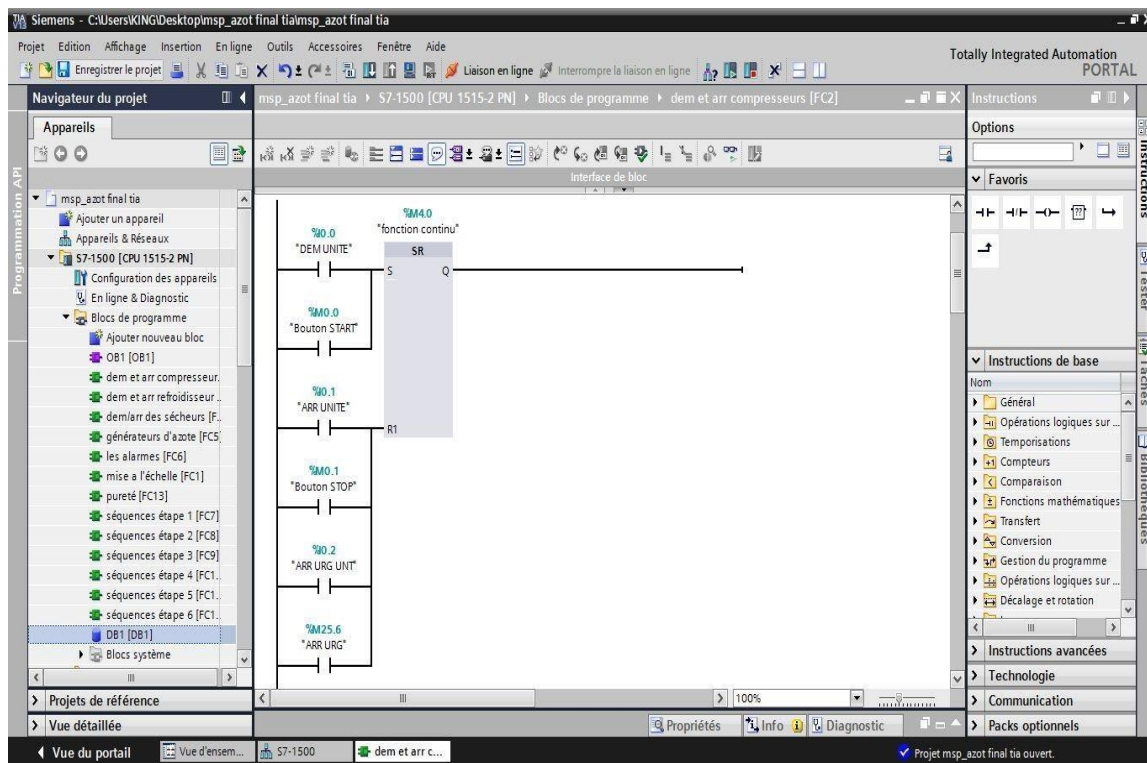 Siemens - C:\Users\KING\Desktop\msp_azot final tia\msp_azot final tia
Projet Edition Affichage Insertion En ligne Outils Accessoires Fenêtre Aide
Totally Integrated Automation
PORTAL
Enregistrer le projet
Liaison en ligne
Interrompre la liaison en ligne
Navigateur du projet
msp_azot final tia
S7-1500 [CPU 1515-2 PN]
Blocs de programme
dem et arr compresseurs [FC2]
Instructions
Appareils
Options
Programmation API
Interface de bloc
Favoris
msp_azot final tia
Ajouter un appareil
Appareils & Réseaux
S7-1500 [CPU 1515-2 PN]
Configuration des appareils
En ligne & Diagnostic
Blocs de programme
Ajouter nouveau bloc
OB1 [OB1]
dem et arr compresseur.
dem et arr refroidisseur .
dem/arr des sécheurs [F..
générateurs d'azote [FC5]
les alarmes [FC6]
mise a l'échelle [FC1]
pureté [FC13]
séquences étape 1 [FC7]
séquences étape 2 [FC8]
séquences étape 3 [FC9]
séquences étape 4 [FC1..
séquences étape 5 [FC1..
séquences étape 6 [FC1..
DB1 [DB1]
Blocs système
Projets de référence
Vue détaillée
%M4.0
"fonction continu"
SR
%I0.0
"DEM UNITE"
S Q
%M0.0
"Bouton START"
%I0.1
"ARR UNITE"
R1
%M0.1
"Bouton STOP"
%I0.2
"ARR URG UNT"
%M25.6
"ARR URG"
100%
Propriétés
Info
Diagnostic
Instructions de base
Nom
Général
Opérations logiques sur ...
Temporisations
Compteurs
Comparaison
Fonctions mathématiques
Transfert
Conversion
Gestion du programme
Opérations logiques sur ...
Décalage et rotation
Instructions avancées
Technologie
Communication
Packs optionnels
Instructions
Tester
Tâches
Bibliothèques
Vue du portail
Vue d'ensem...
S7-1500
dem et arr c...
Projet msp_azot final tia ouvert.